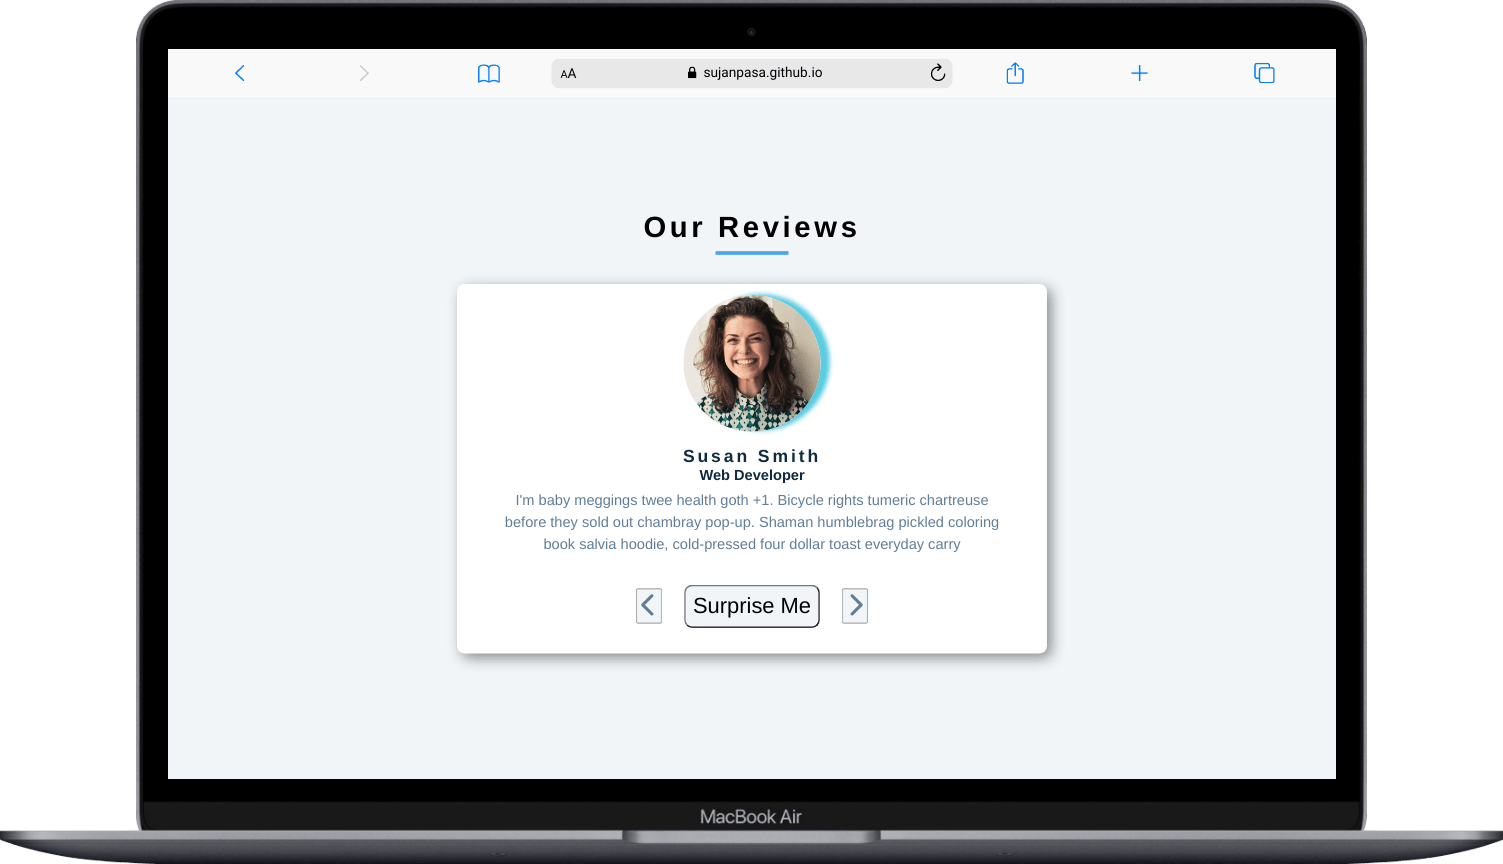 AA
sujanpasa.github.io
Our Reviews
Susan Smith
Web Developer
I'm baby meggings twee health goth +1. Bicycle rights tumeric chartreuse
before they sold out chambray pop-up. Shaman humblebrag pickled coloring
book salvia hoodie, cold-pressed four dollar toast everyday carry
Surprise Me
MacBook Air